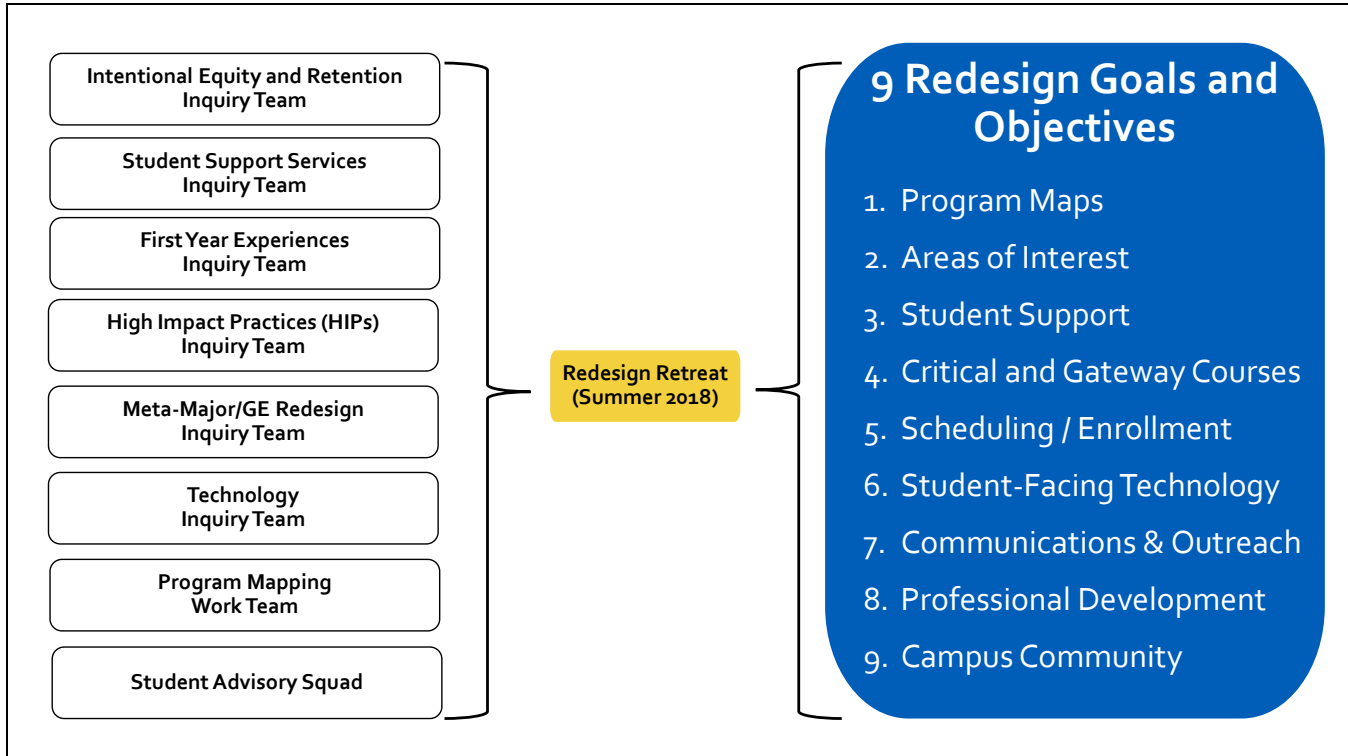 Intentional Equity and Retention
Inquiry Team
Student Support Services
Inquiry Team
First Year Experiences
Inquiry Team
High Impact Practices (HIPs)
Inquiry Team
Meta-Major/GE Redesign
Inquiry Team
Technology
Inquiry Team
Program Mapping
Work Team
Student Advisory Squad
Redesign Retreat
(Summer 2018)
9 Redesign Goals and
Objectives
1. Program Maps
2. Areas of Interest
3. Student Support
4. Critical and Gateway Courses
5. Scheduling / Enrollment
6. Student-Facing Technology
7. Communications & Outreach
8. Professional Development
9. Campus Community